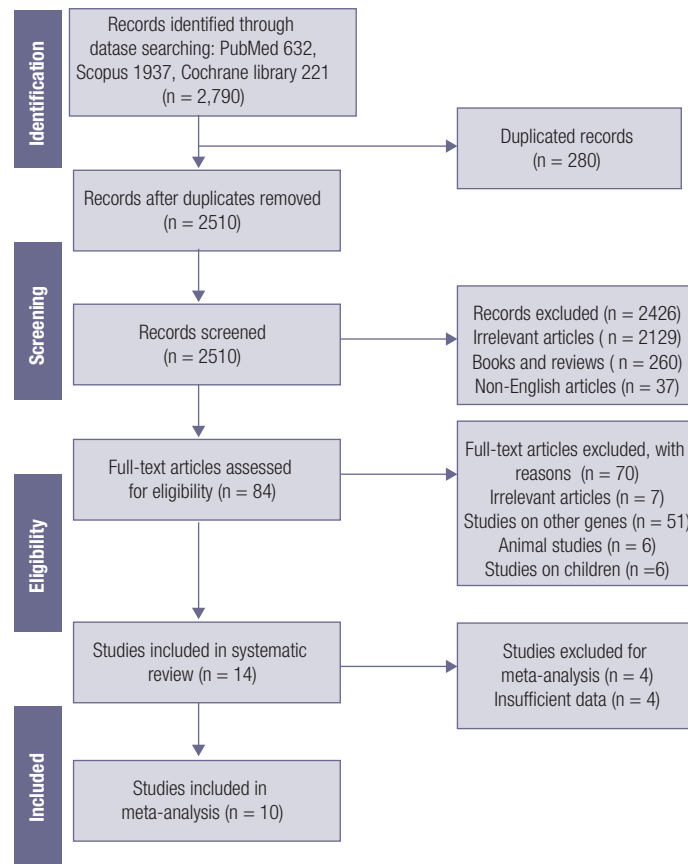 Identification
Records identified through
datase searching: PubMed 632,
Scopus 1937, Cochrane library 221
(n = 2,790)
Duplicated records
(n = 280)
Records after duplicates removed
(n = 2510)
Screening
Records screened
(n = 2510)
Records excluded (n = 2426)
Irrelevant articles ( n = 2129)
Books and reviews ( n = 260)
Non-English articles (n = 37)
Eligibility
Full-text articles assessed
for eligibility (n = 84)
Full-text articles excluded, with
reasons (n = 70)
Irrelevant articles (n = 7)
Studies on other genes (n = 51)
Animal studies (n = 6)
Studies on children (n =6)
Studies included in systematic
review (n = 14)
Studies excluded for
meta-analysis (n = 4)
Insufficient data (n = 4)
Included
Studies included in
meta-analysis (n = 10)